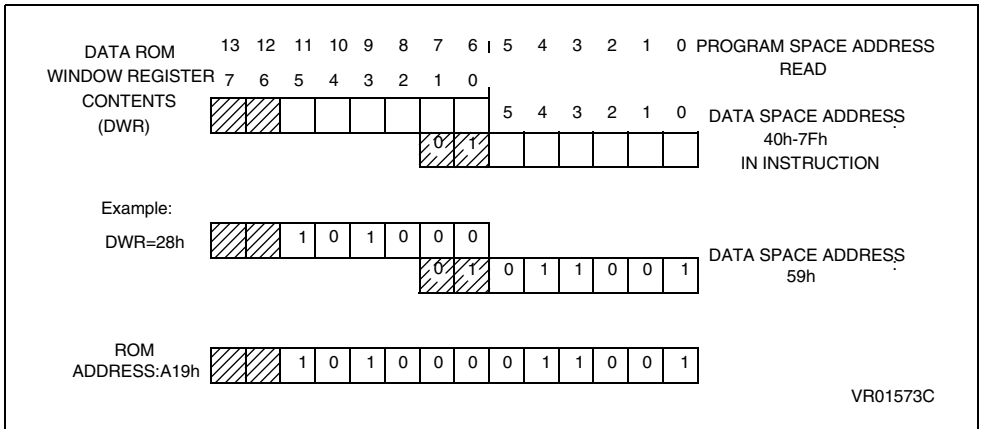 DATA ROM
WINDOW REGISTER
CONTENTS
(DWR)
13 12 11 10 9 8 7 6 5 4 3 2 1 0
PROGRAM SPACE ADDRESS
READ
7 6 5 4 3 2 1 0
5 4 3 2 1 0
DATA SPACE ADDRESS
40h-7Fh
IN INSTRUCTION
0 1
Example:
DWR=28h
1 0 1 0 0 0
0 1 0 1 1 0 0 1
DATA SPACE ADDRESS
59h
ROM
ADDRESS:A19h
1 0 1 0 0 0 0 1 1 0 0 1
VR01573C